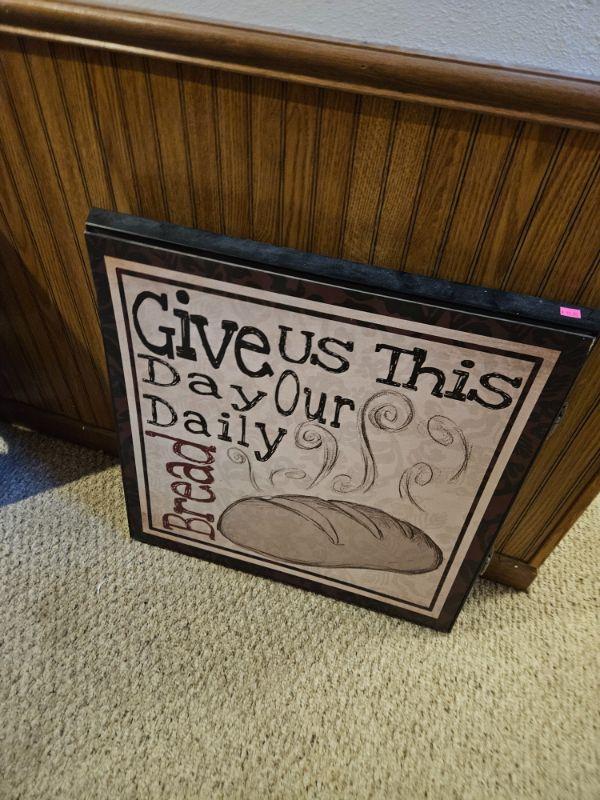 Give us This
Day Our
Daily
Bread